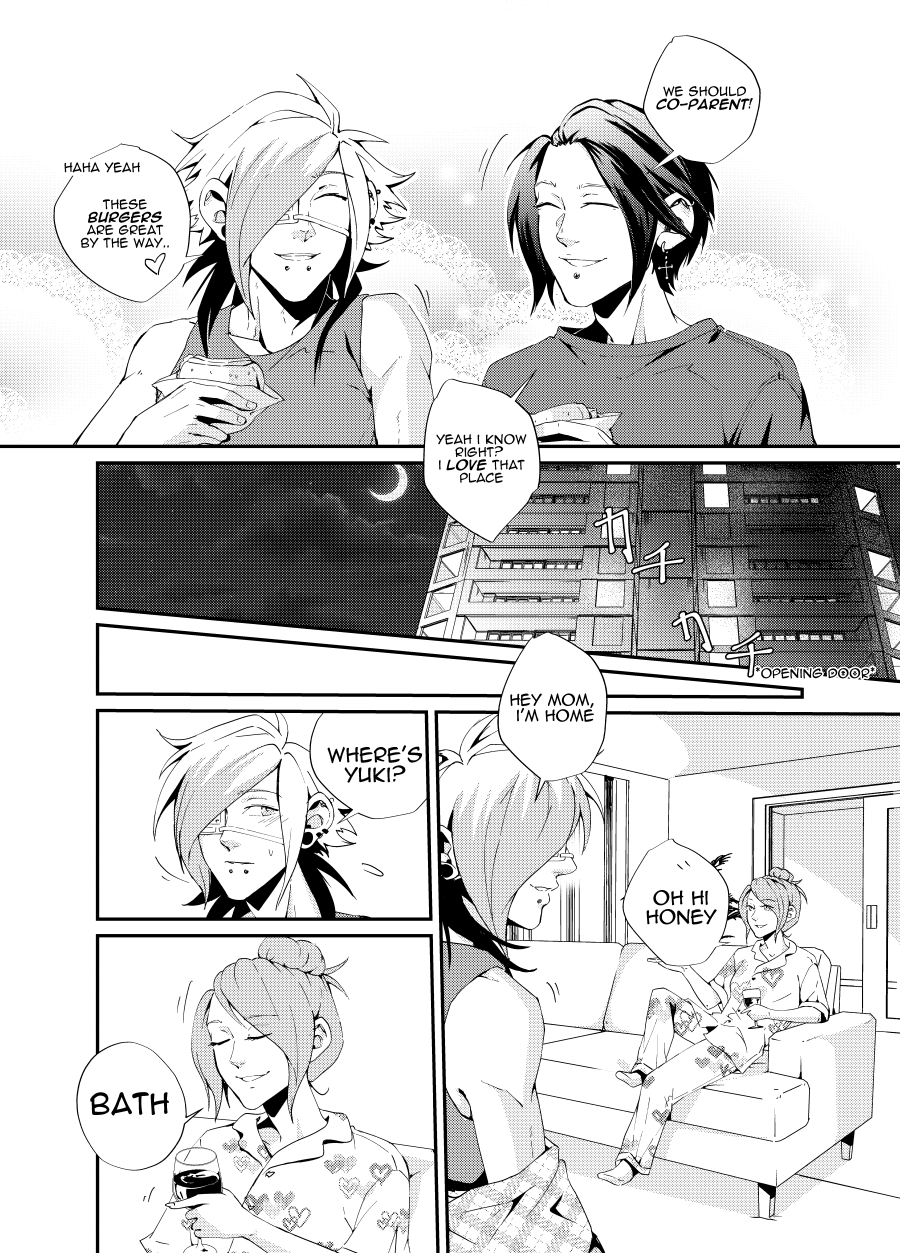 WE SHOULD
CO-PARENT!
HAHA YEAH
THESE
BURGERS
ARE GREAT
BY THE WAY..
YEAH I KNOW
RIGHT?
I LOVE THAT
PLACE
カチ
カチ
*OPENING DOOR*
HEY MOM,
I'M HOME
WHERE'S
YUKI?
OH HI
HONEY
BATH